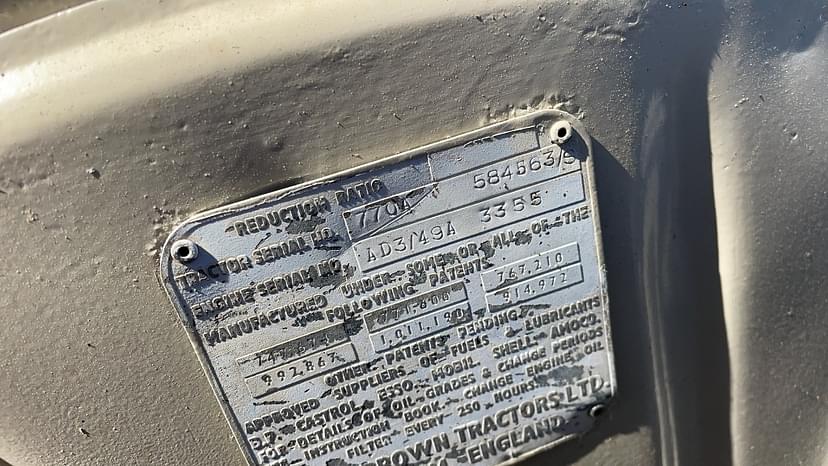 REDUCTION RATIO
TRACTOR SERIAL NO. 770A 584563/
ENGINE SERIAL NO. AD3/49A 3355
MANUFACTURED UNDER SOME OR ALL OF THE
FOLLOWING PATENTS
767,210
992,867 1,011,190 914,972
OTHER PATENTS PENDING
APPROVED SUPPLIERS OF FUELS & LUBRICANTS
B.P. CASTROL ESSO MOBIL SHELL AMOCO.
FOR DETAILS OF OIL GRADES & CHANGE PERIODS
INSTRUCTION BOOK CHANGE ENGINE OIL
FILTER EVERY 250 HOURS
BROWN TRACTORS LTD.
ENGLAND